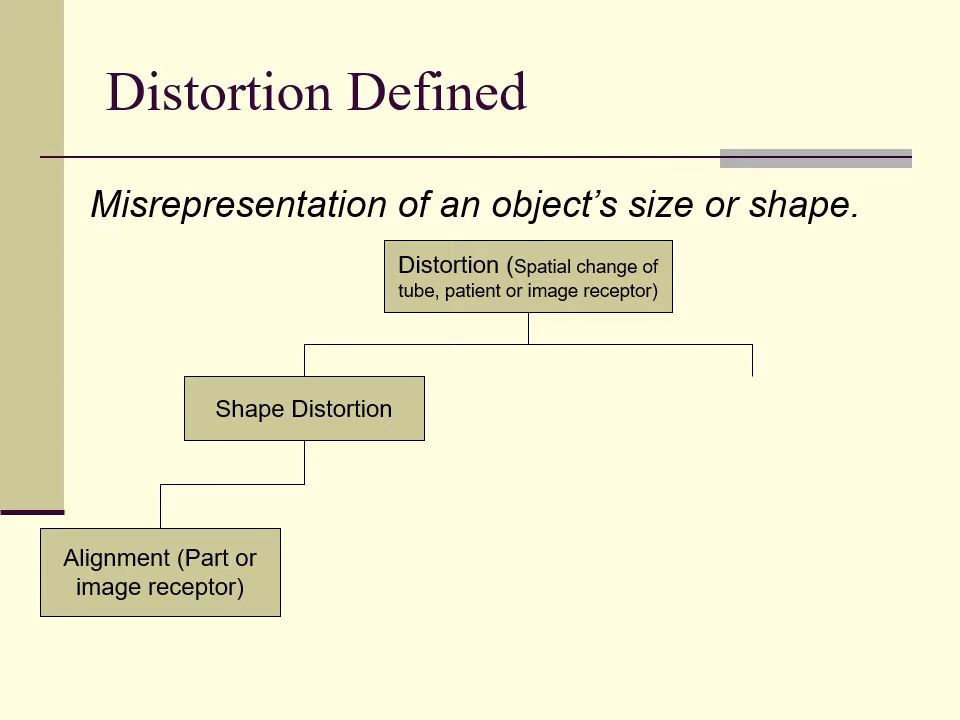 Distortion Defined
Misrepresentation of an object’s size or shape.
Distortion (Spatial change of
tube, patient or image receptor)
Shape Distortion
Alignment (Part or
image receptor)